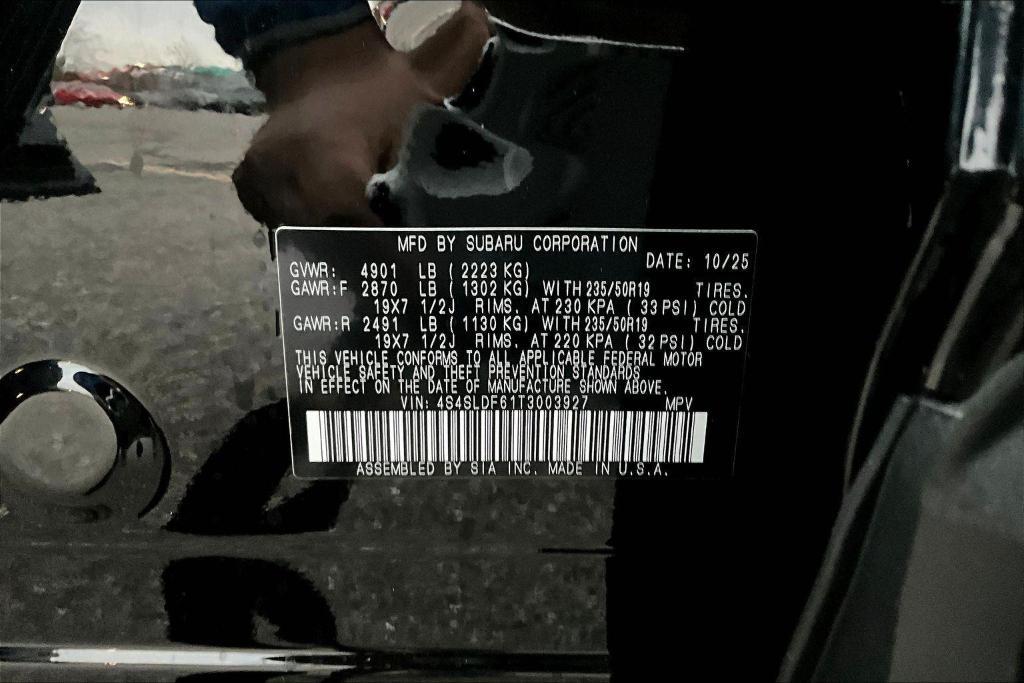 MFD BY SUBARU CORPORATION
DATE: 10/25
GVWR: 4901 LB ( 2223 KG)
GAWR:F 2870 LB ( 1302 KG) WITH 235/50R19 TIRES,
19X7 1/2J RIMS, AT 230 KPA ( 33 PSI) COLD
GAWR:R 2491 LB ( 1130 KG) WITH 235/50R19 TIRES,
19X7 1/2J RIMS, AT 220 KPA ( 32 PSI) COLD
THIS VEHICLE CONFORMS TO ALL APPLICABLE FEDERAL MOTOR
VEHICLE SAFETY AND THEFT PREVENTION STANDARDS
IN EFFECT ON THE DATE OF MANUFACTURE SHOWN ABOVE.
VIN: 4S4SLDF61T3003927 MPV
ASSEMBLED BY SIA INC. MADE IN U.S.A.